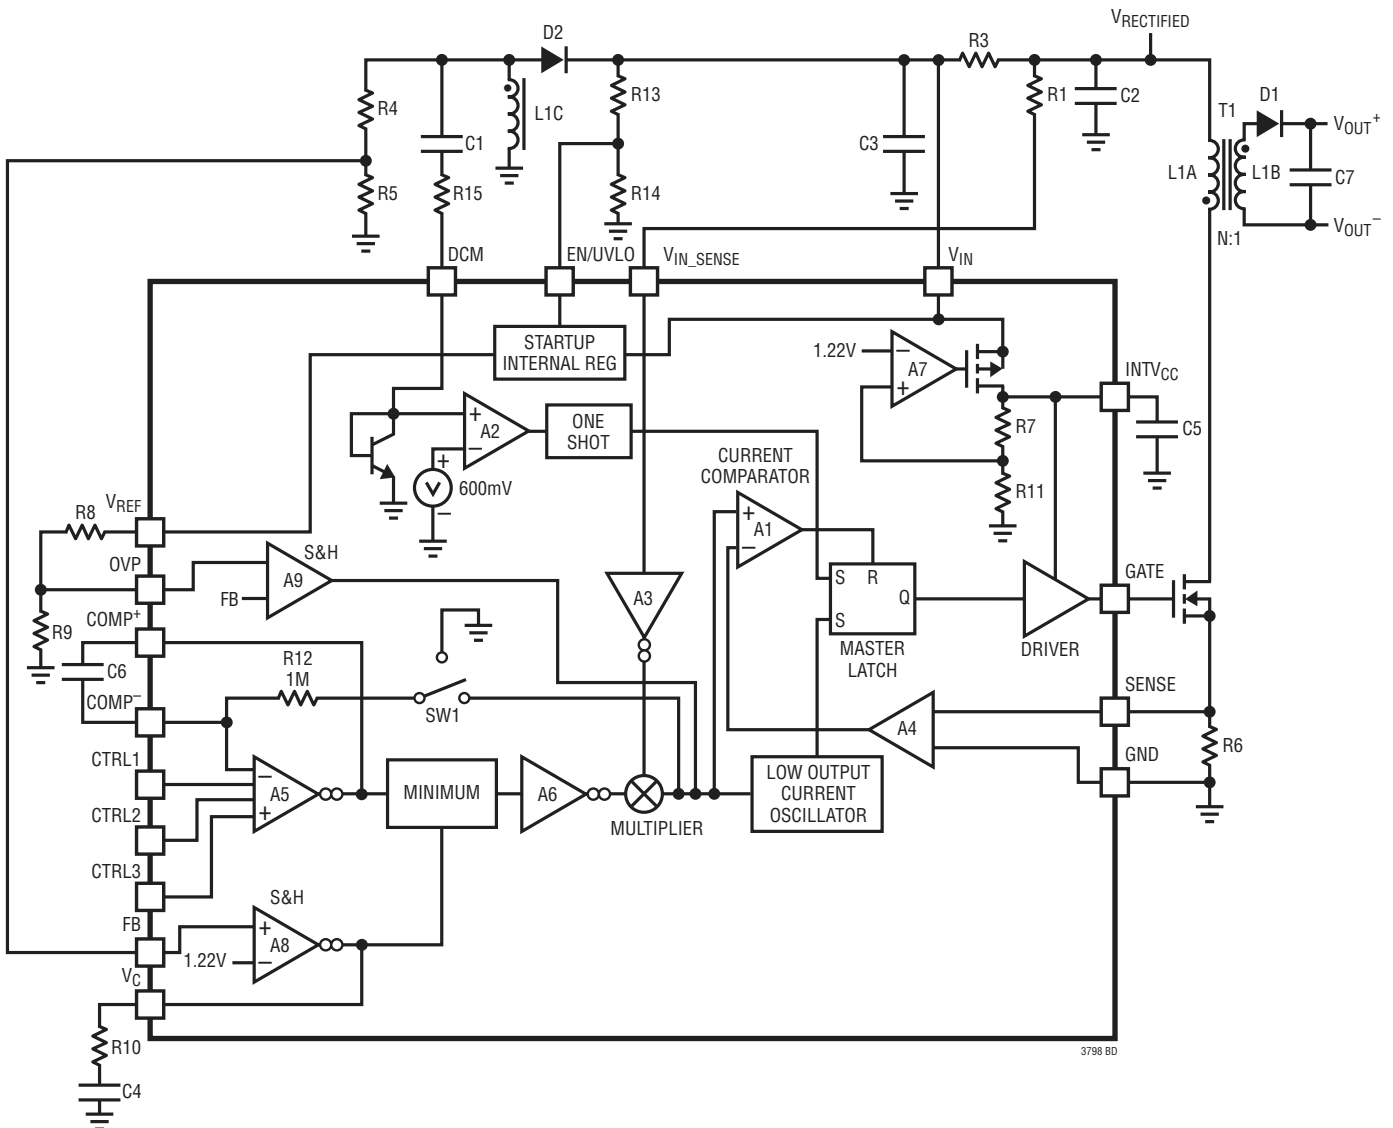 VRECTIFIED
D2
R3
R4
R13
R1
C2
T1
D1
VOUT+
L1C
C1
C3
L1A
L1B
C7
R5
R15
R14
VOUT–
N:1
DCM
EN/UVLO
VIN_SENSE
VIN
STARTUP
INTERNAL REG
1.22V
–
A7
+
INTVCC
ONE
SHOT
+
A2
–
R7
C5
CURRENT
COMPARATOR
+
600mV
–
R11
VREF
R8
+
A1
–
S&H
OVP
A9
FB
A3
S
R
Q
S
GATE
COMP+
R9
MASTER
LATCH
DRIVER
C6
R12
1M
COMP–
SW1
SENSE
A4
R6
CTRL1
–
A5
+
MINIMUM
A6
MULTIPLIER
LOW OUTPUT
CURRENT
OSCILLATOR
GND
CTRL2
CTRL3
S&H
FB
+
A8
1.22V
–
VC
R10
3798 BD
C4